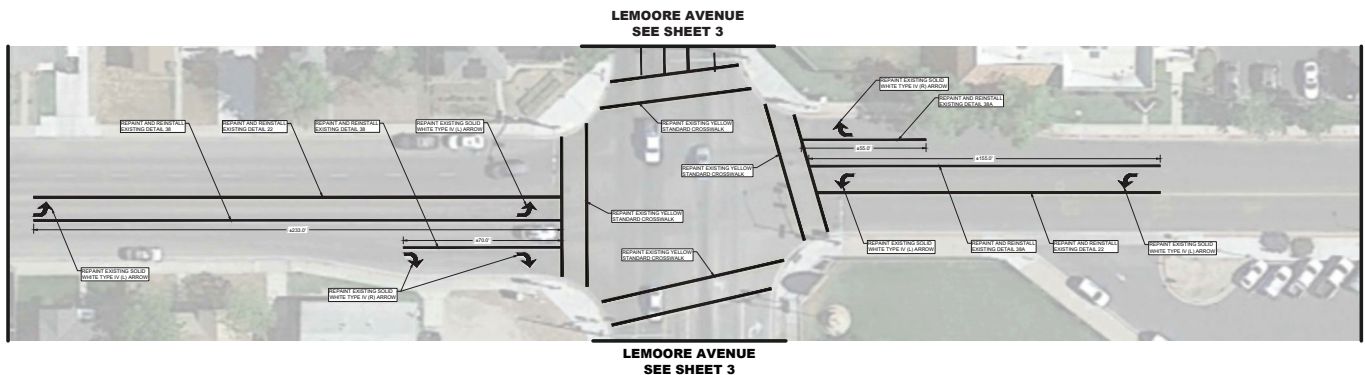 LEMOORE AVENUE
SEE SHEET 3
REPAINT EXISTING SOLID
WHITE TYPE IV (R) ARROW
REPAINT AND REINSTALL
EXISTING DETAIL 38A
REPAINT AND REINSTALL
EXISTING DETAIL 38
REPAINT AND REINSTALL
EXISTING DETAIL 22
REPAINT AND REINSTALL
EXISTING DETAIL 38
REPAINT EXISTING SOLID
WHITE TYPE IV (L) ARROW
REPAINT EXISTING YELLOW
STANDARD CROSSWALK
±55.0'
±155.0'
REPAINT EXISTING YELLOW
STANDARD CROSSWALK
REPAINT EXISTING YELLOW
STANDARD CROSSWALK
±233.0'
±70.0'
REPAINT EXISTING YELLOW
STANDARD CROSSWALK
REPAINT EXISTING SOLID
WHITE TYPE IV (L) ARROW
REPAINT AND REINSTALL
EXISTING DETAIL 38A
REPAINT AND REINSTALL
EXISTING DETAIL 22
REPAINT EXISTING SOLID
WHITE TYPE IV (L) ARROW
REPAINT EXISTING SOLID
WHITE TYPE IV (L) ARROW
REPAINT EXISTING SOLID
WHITE TYPE IV (R) ARROW
LEMOORE AVENUE
SEE SHEET 3